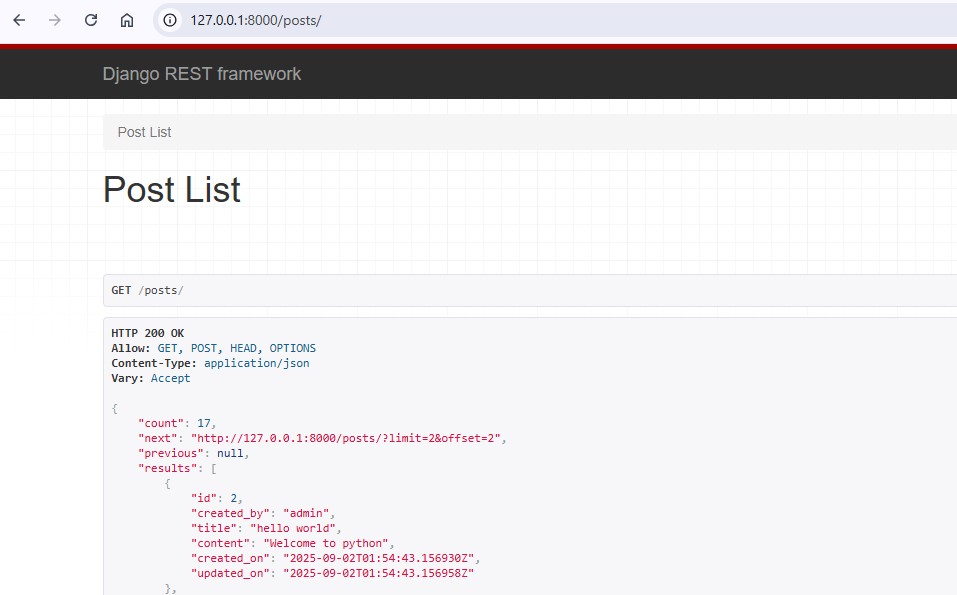 127.0.0.1:8000/posts/
Django REST framework
Post List
Post List
GET /posts/
HTTP 200 OK
Allow: GET, POST, HEAD, OPTIONS
Content-Type: application/json
Vary: Accept
{
    "count": 17,
    "next": "http://127.0.0.1:8000/posts/?limit=2&offset=2",
    "previous": null,
    "results": [
        {
            "id": 2,
            "created_by": "admin",
            "title": "hello world",
            "content": "Welcome to python",
            "created_on": "2025-09-02T01:54:43.156930Z",
            "updated_on": "2025-09-02T01:54:43.156958Z"
        },